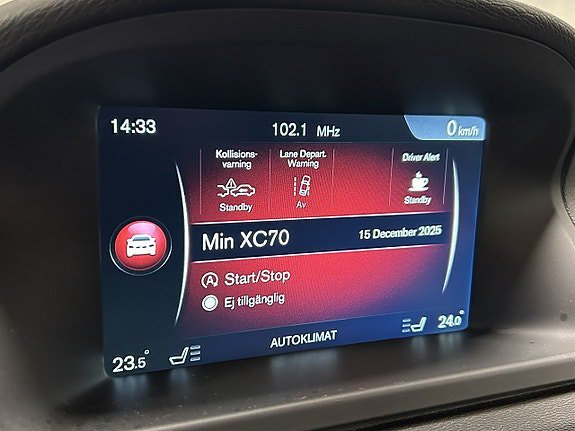 14:33
102.1 MHz
0 km/h
Kollisions-
varning
Standby
Lane Depart.
Warning
Av
Driver Alert
Standby
Min XC70
15 December 2025
A Start/Stop
Ej tillgänglig
23.5°
AUTOKLIMAT
24.0°